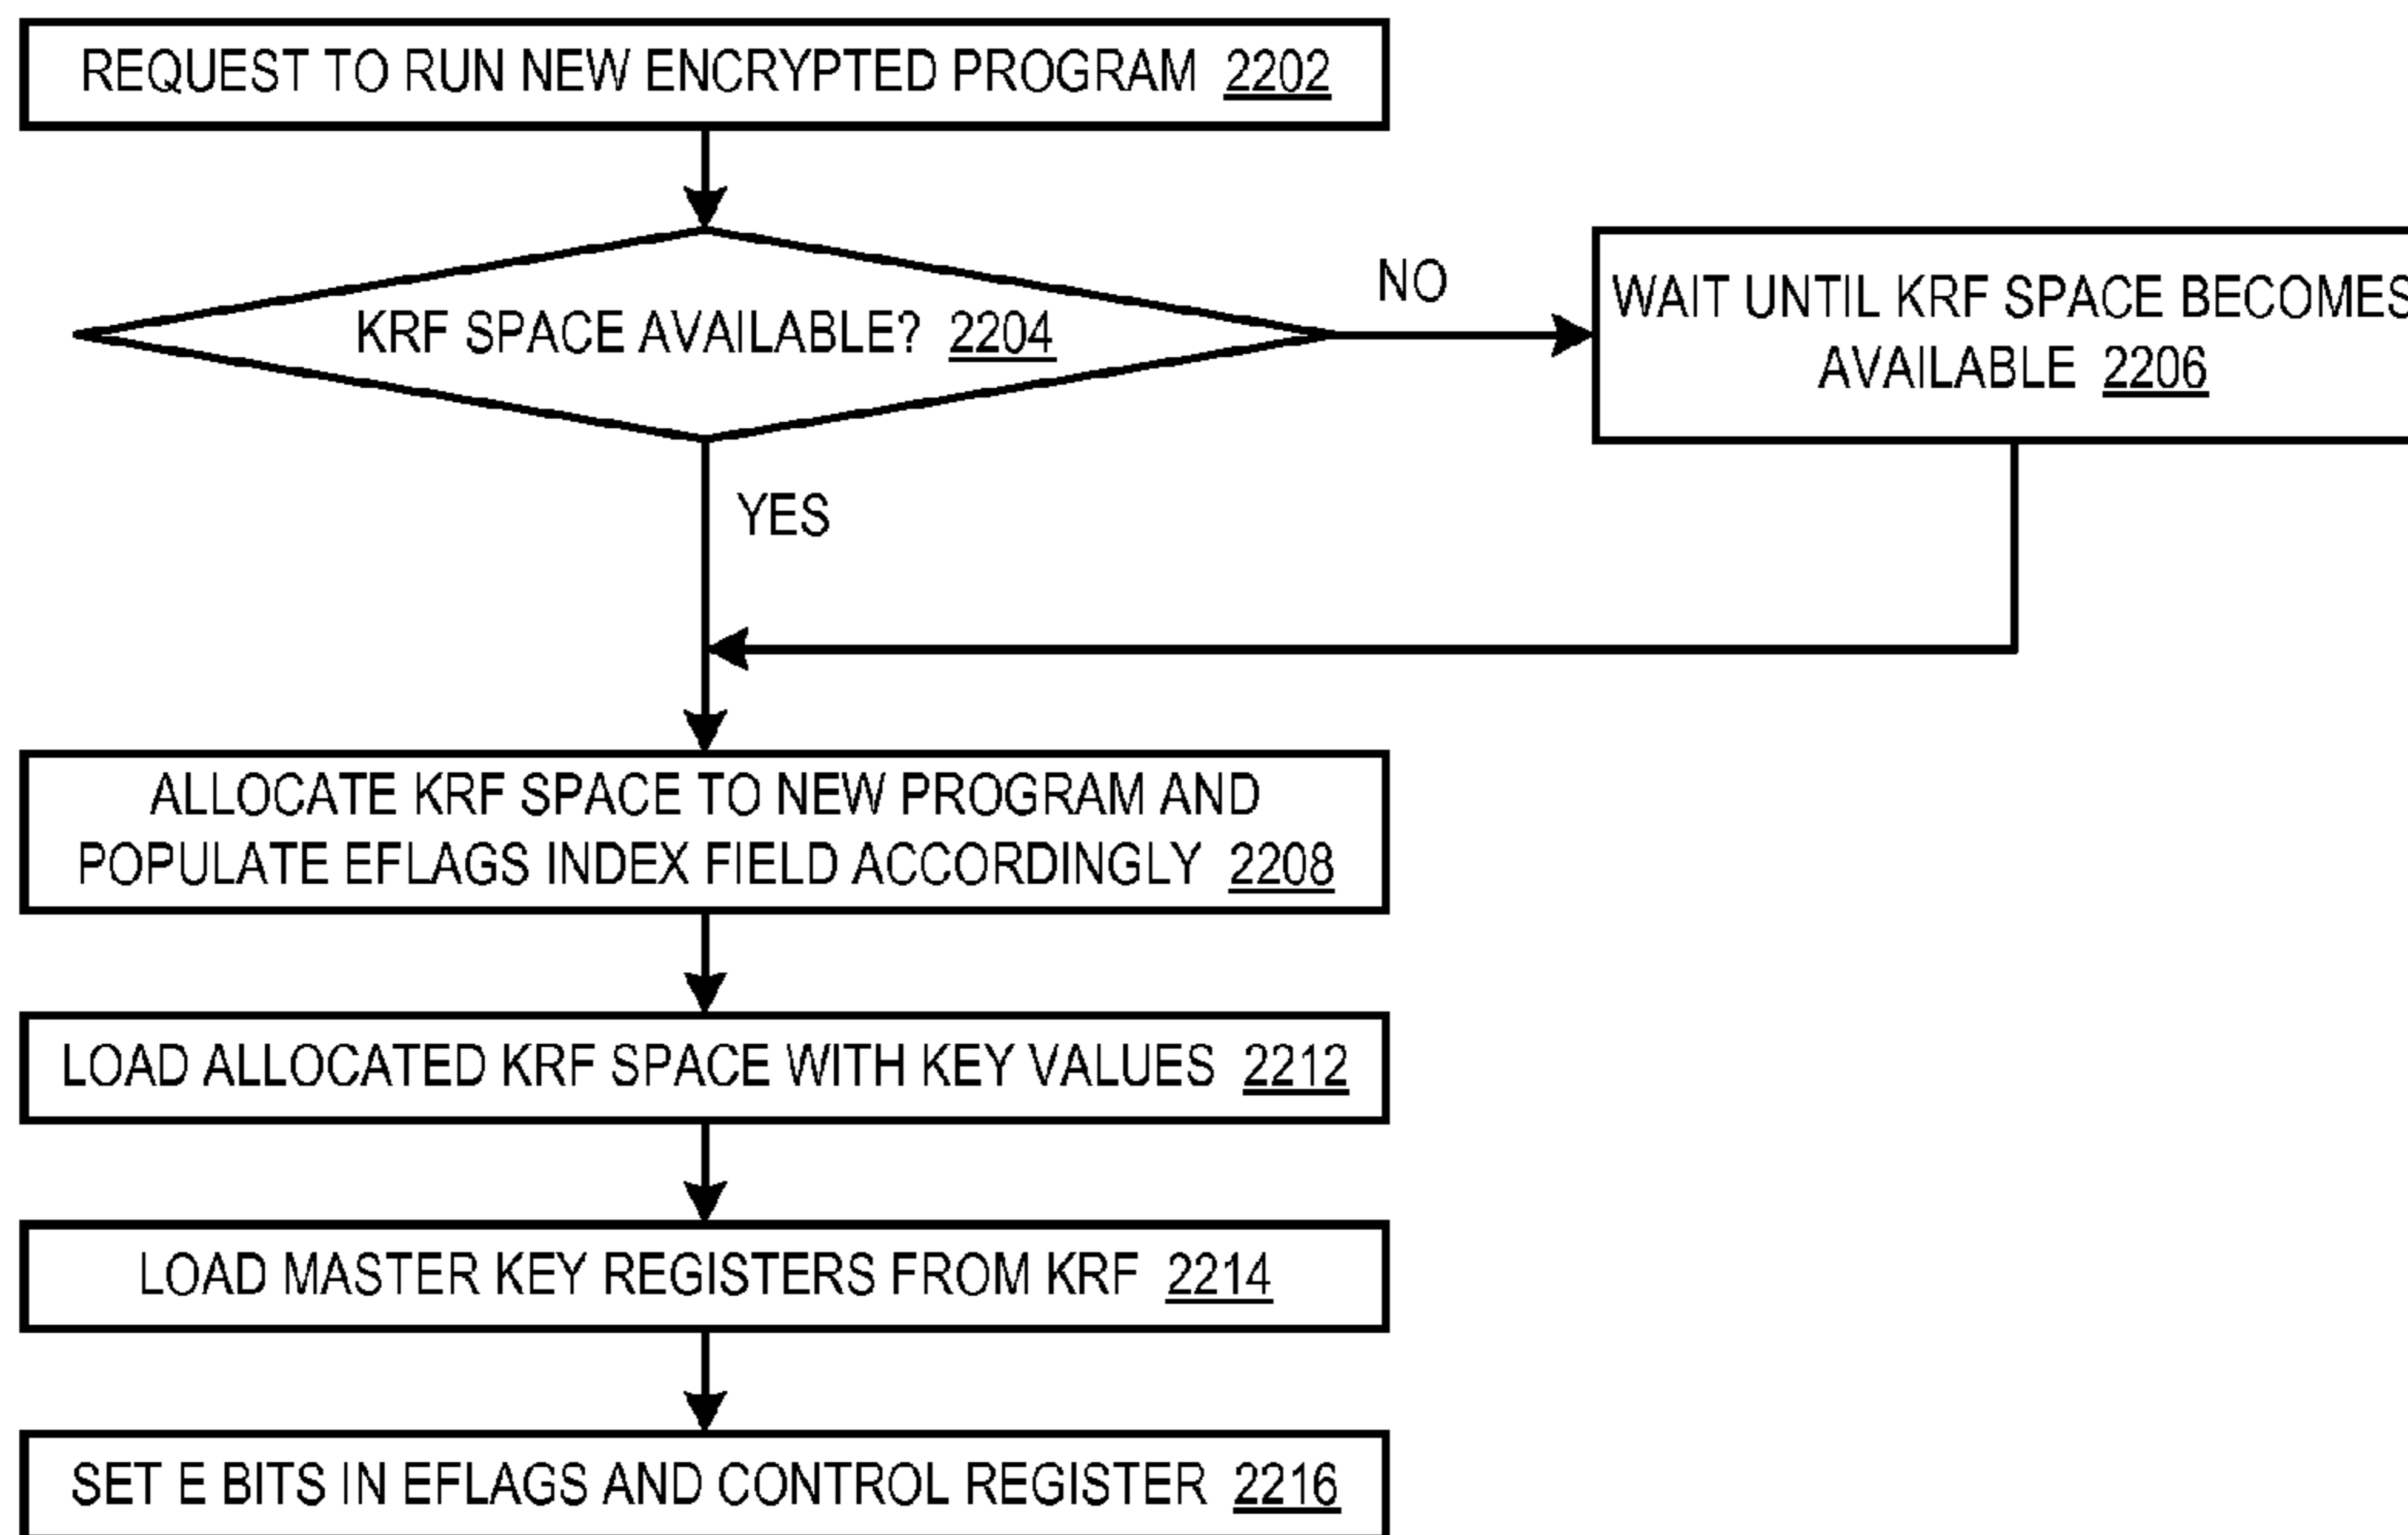 REQUEST TO RUN NEW ENCRYPTED PROGRAM 2202
KRF SPACE AVAILABLE? 2204
NO
WAIT UNTIL KRF SPACE BECOMES
AVAILABLE 2206
YES
ALLOCATE KRF SPACE TO NEW PROGRAM AND
POPULATE EFLAGS INDEX FIELD ACCORDINGLY 2208
LOAD ALLOCATED KRF SPACE WITH KEY VALUES 2212
LOAD MASTER KEY REGISTERS FROM KRF 2214
SET E BITS IN EFLAGS AND CONTROL REGISTER 2216